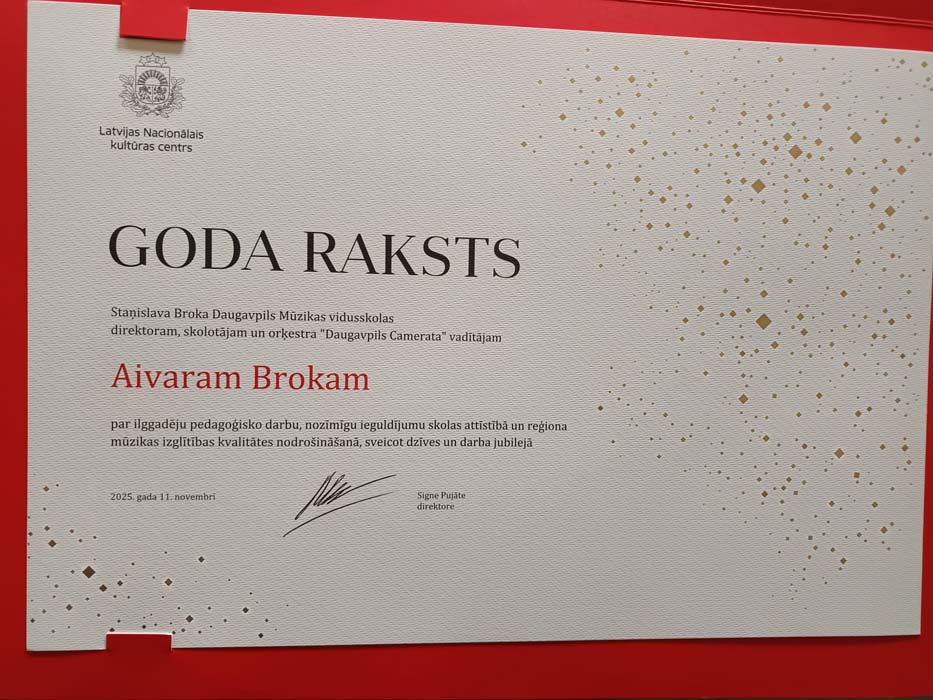 Latvijas Nacionālais
kultūras centrs
GODA RAKSTS
Staņislava Broka Daugavpils Mūzikas vidusskolas
direktoram, skolotājam un orķestra "Daugavpils Camerata" vadītājam
Aivaram Brokam
par ilggadēju pedagoģisko darbu, nozīmīgu ieguldījumu skolas attīstībā un reģiona
mūzikas izglītības kvalitātes nodrošināšanā, sveicot dzīves un darba jubilejā
2025. gada 11. novembrī
Signe Pujāte
direktore